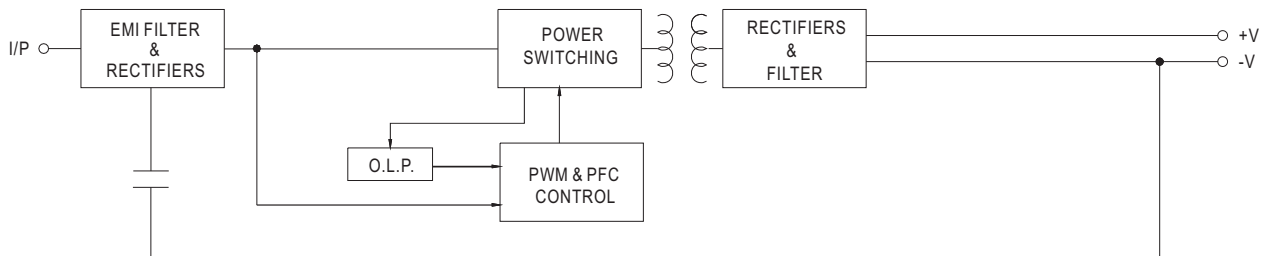 I/P
EMI FILTER
&
RECTIFIERS
POWER
SWITCHING
RECTIFIERS
&
FILTER
+V
-V
O.L.P.
PWM & PFC
CONTROL